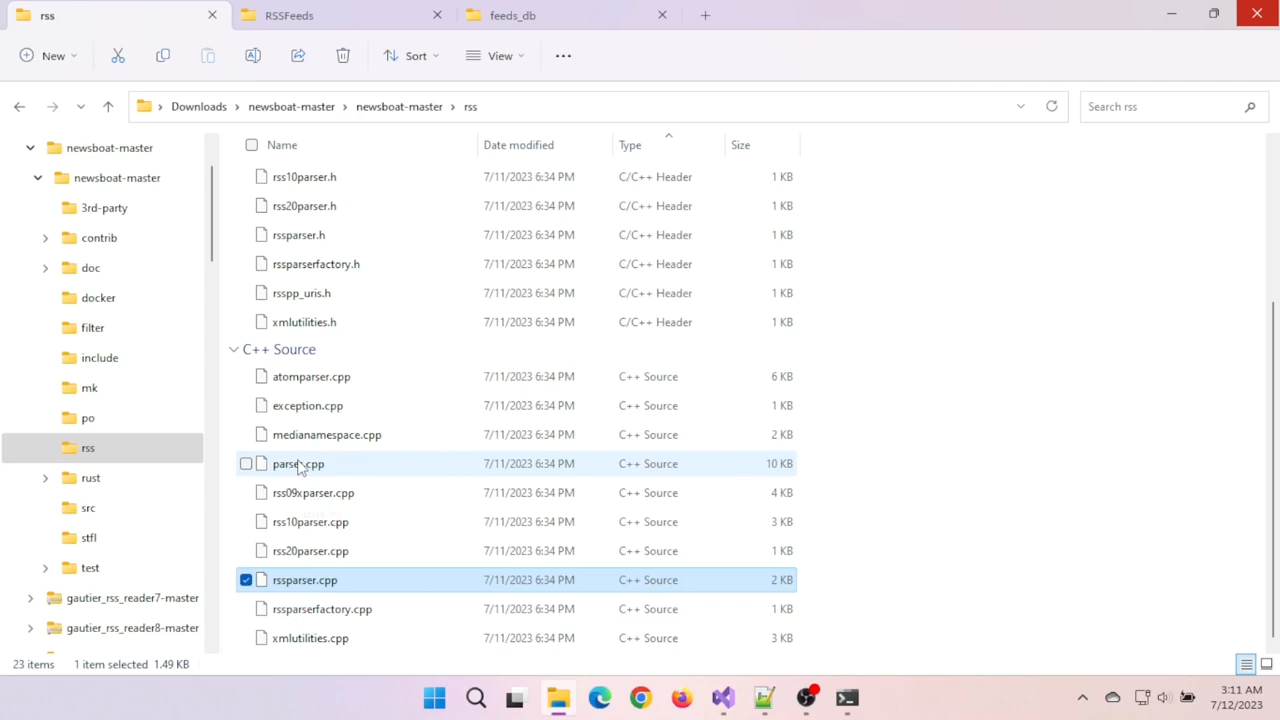 rss
RSSFeeds
feeds_db
New
Sort
View
Downloads > newsboat-master > newsboat-master > rss
Search rss
newsboat-master
newsboat-master
3rd-party
contrib
doc
docker
filter
include
mk
po
rss
rust
src
stfl
test
gautier_rss_reader7-master
gautier_rss_reader8-master
Name Date modified Type Size
rss10parser.h 7/11/2023 6:34 PM C/C++ Header 1 KB
rss20parser.h 7/11/2023 6:34 PM C/C++ Header 1 KB
rssparser.h 7/11/2023 6:34 PM C/C++ Header 1 KB
rssparserfactory.h 7/11/2023 6:34 PM C/C++ Header 1 KB
rsspp_uris.h 7/11/2023 6:34 PM C/C++ Header 1 KB
xmlutilities.h 7/11/2023 6:34 PM C/C++ Header 1 KB
C++ Source
atomparser.cpp 7/11/2023 6:34 PM C++ Source 6 KB
exception.cpp 7/11/2023 6:34 PM C++ Source 1 KB
medianamespace.cpp 7/11/2023 6:34 PM C++ Source 2 KB
parser.cpp 7/11/2023 6:34 PM C++ Source 10 KB
rss09xparser.cpp 7/11/2023 6:34 PM C++ Source 4 KB
rss10parser.cpp 7/11/2023 6:34 PM C++ Source 3 KB
rss20parser.cpp 7/11/2023 6:34 PM C++ Source 1 KB
rssparser.cpp 7/11/2023 6:34 PM C++ Source 2 KB
rssparserfactory.cpp 7/11/2023 6:34 PM C++ Source 1 KB
xmlutilities.cpp 7/11/2023 6:34 PM C++ Source 3 KB
23 items 1 item selected 1.49 KB
3:11 AM
7/12/2023